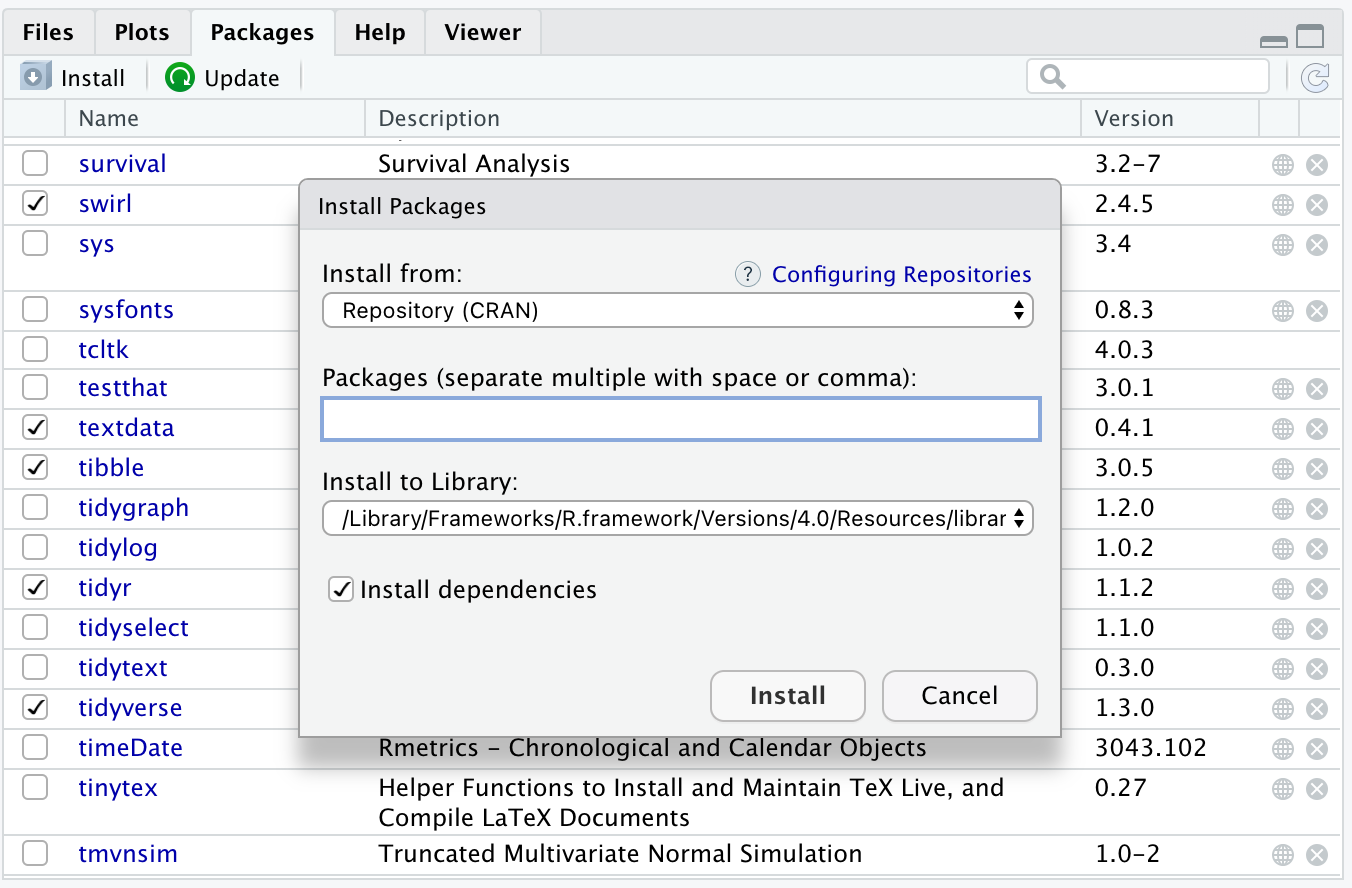 Files Plots Packages Help Viewer
Install Update
Name Description Version
survival Survival Analysis 3.2-7
swirl 2.4.5
sys 3.4
sysfonts 0.8.3
tcltk 4.0.3
testthat 3.0.1
textdata 0.4.1
tibble 3.0.5
tidygraph 1.2.0
tidylog 1.0.2
tidyr 1.1.2
tidyselect 1.1.0
tidytext 0.3.0
tidyverse 1.3.0
timeDate Rmetrics - Chronological and Calendar Objects 3043.102
tinytex Helper Functions to Install and Maintain TeX Live, and 0.27
Compile LaTeX Documents
tmvnsim Truncated Multivariate Normal Simulation 1.0-2
Install Packages
Install from: ? Configuring Repositories
Repository (CRAN)
Packages (separate multiple with space or comma):
Install to Library:
/Library/Frameworks/R.framework/Versions/4.0/Resources/librar
Install dependencies
Install Cancel